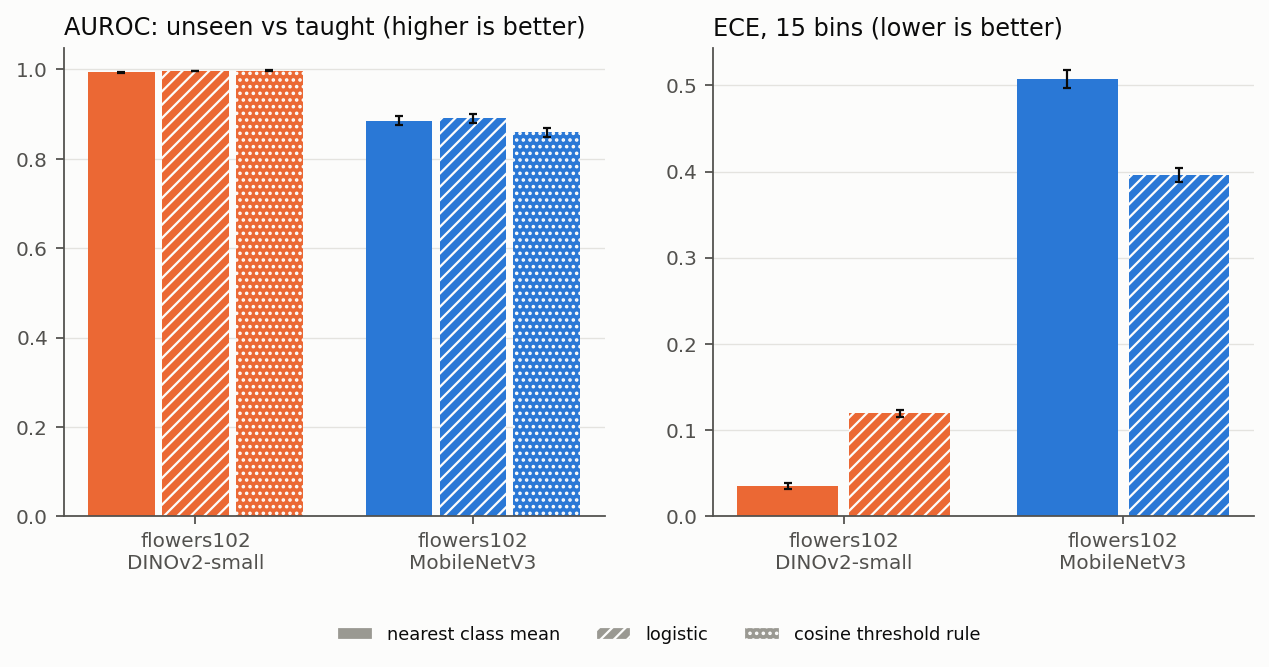 AUROC: unseen vs taught (higher is better)
1.0
0.8
0.6
0.4
0.2
0.0
flowers102
DINOv2-small
flowers102
MobileNetV3
ECE, 15 bins (lower is better)
0.5
0.4
0.3
0.2
0.1
0.0
flowers102
DINOv2-small
flowers102
MobileNetV3
nearest class mean
logistic
cosine threshold rule